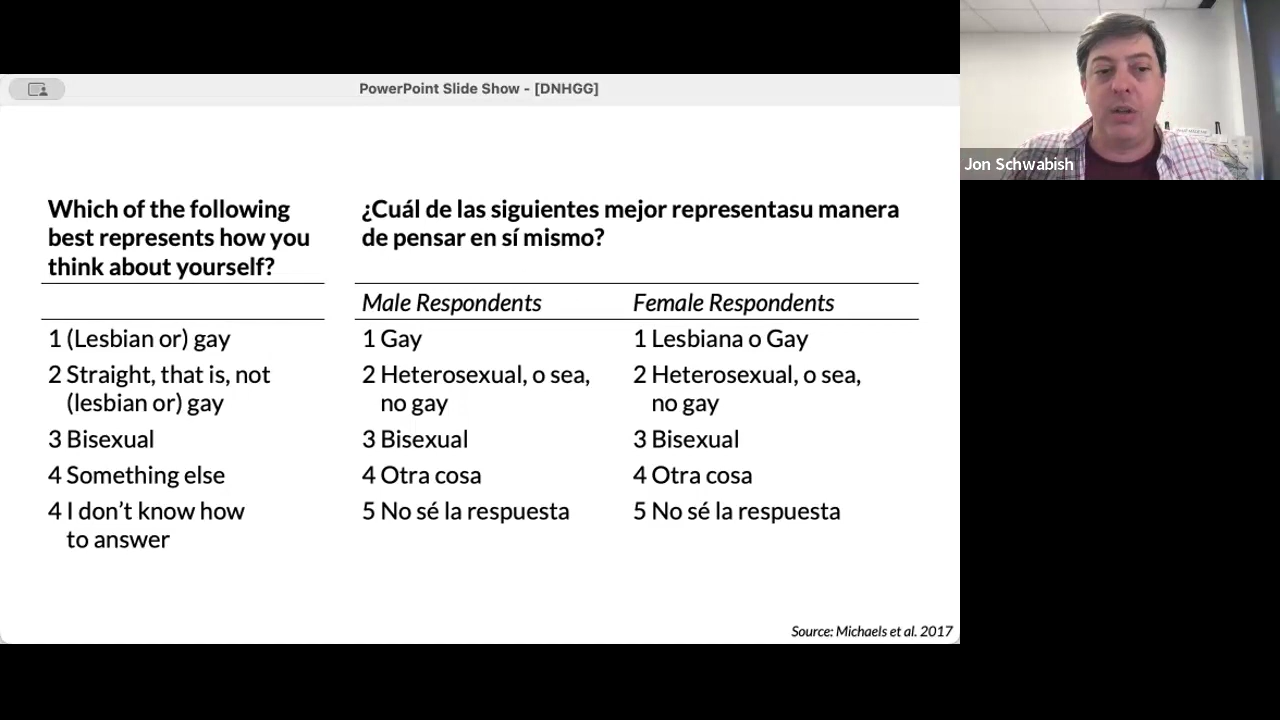 PowerPoint Slide Show - [DNHGG]
Jon Schwabish
Which of the following
best represents how you
think about yourself?
1 (Lesbian or) gay
2 Straight, that is, not
(lesbian or) gay
3 Bisexual
4 Something else
4 I don’t know how
to answer
¿Cuál de las siguientes mejor representasu manera
de pensar en sí mismo?
Male Respondents
1 Gay
2 Heterosexual, o sea,
no gay
3 Bisexual
4 Otra cosa
5 No sé la respuesta
Female Respondents
1 Lesbiana o Gay
2 Heterosexual, o sea,
no gay
3 Bisexual
4 Otra cosa
5 No sé la respuesta
Source: Michaels et al. 2017